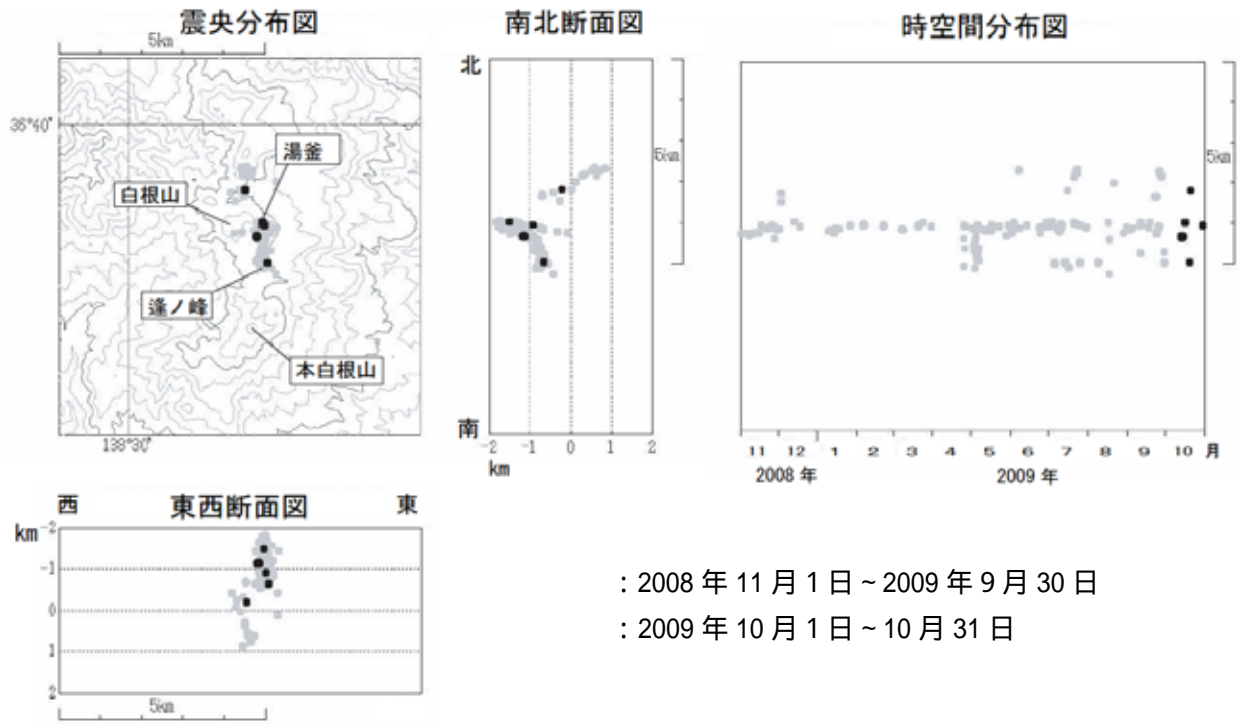 震央分布図
5km
36°40′
湯釜
白根山
逢ノ峰
本白根山
138°30′
南北断面図
北
5km
南
-2 -1 0 1 2
km
時空間分布図
5km
11 12 1 2 3 4 5 6 7 8 9 10 月
2008 年 2009 年
西 東西断面図 東
km
-2
-1
0
1
2
5km
: 2008 年 11 月 1 日 ~ 2009 年 9 月 30 日
: 2009 年 10 月 1 日 ~ 10 月 31 日